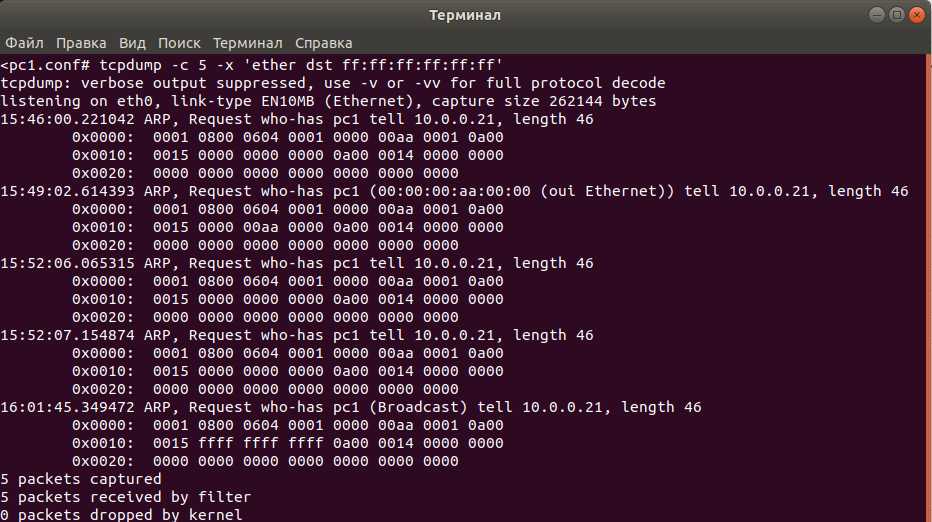 Терминал
Файл Правка Вид Поиск Терминал Справка
<pc1.conf# tcpdump -c 5 -x 'ether dst ff:ff:ff:ff:ff:ff'
tcpdump: verbose output suppressed, use -v or -vv for full protocol decode
listening on eth0, link-type EN10MB (Ethernet), capture size 262144 bytes
15:46:00.221042 ARP, Request who-has pc1 tell 10.0.0.21, length 46
0x0000: 0001 0800 0604 0001 0000 00aa 0001 0a00
0x0010: 0015 0000 0000 0000 0a00 0014 0000 0000
0x0020: 0000 0000 0000 0000 0000 0000 0000
15:49:02.614393 ARP, Request who-has pc1 (00:00:00:aa:00:00 (oui Ethernet)) tell 10.0.0.21, length 46
0x0000: 0001 0800 0604 0001 0000 00aa 0001 0a00
0x0010: 0015 0000 00aa 0000 0a00 0014 0000 0000
0x0020: 0000 0000 0000 0000 0000 0000 0000
15:52:06.065315 ARP, Request who-has pc1 tell 10.0.0.21, length 46
0x0000: 0001 0800 0604 0001 0000 00aa 0001 0a00
0x0010: 0015 0000 0000 0000 0a00 0014 0000 0000
0x0020: 0000 0000 0000 0000 0000 0000 0000
15:52:07.154874 ARP, Request who-has pc1 tell 10.0.0.21, length 46
0x0000: 0001 0800 0604 0001 0000 00aa 0001 0a00
0x0010: 0015 0000 0000 0000 0a00 0014 0000 0000
0x0020: 0000 0000 0000 0000 0000 0000 0000
16:01:45.349472 ARP, Request who-has pc1 (Broadcast) tell 10.0.0.21, length 46
0x0000: 0001 0800 0604 0001 0000 00aa 0001 0a00
0x0010: 0015 ffff ffff ffff 0a00 0014 0000 0000
0x0020: 0000 0000 0000 0000 0000 0000 0000
5 packets captured
5 packets received by filter
0 packets dropped by kernel